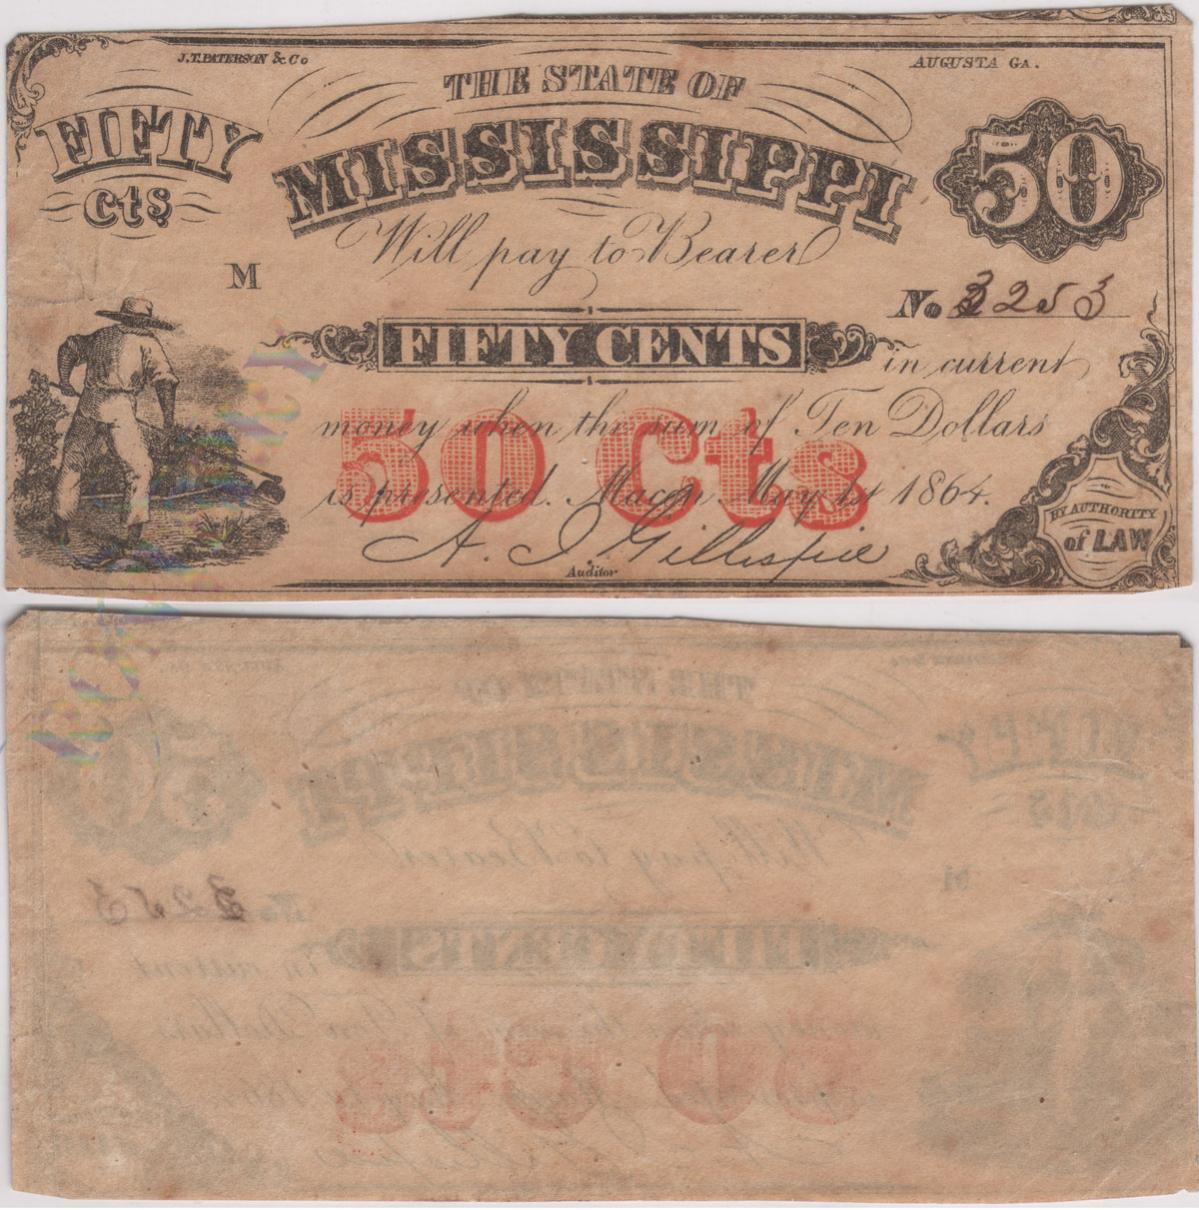 J.T. PATERSON & Co
AUGUSTA GA.
THE STATE OF
MISSISSIPPI
FIFTY
cts
50
Will pay to Bearer
M
No 3253
FIFTY CENTS
in current
money when the sum of Ten Dollars
is presented. Macon May 1st 1864.
50 Cts
A. J. Gillespie
Auditor
BY AUTHORITY
of LAW